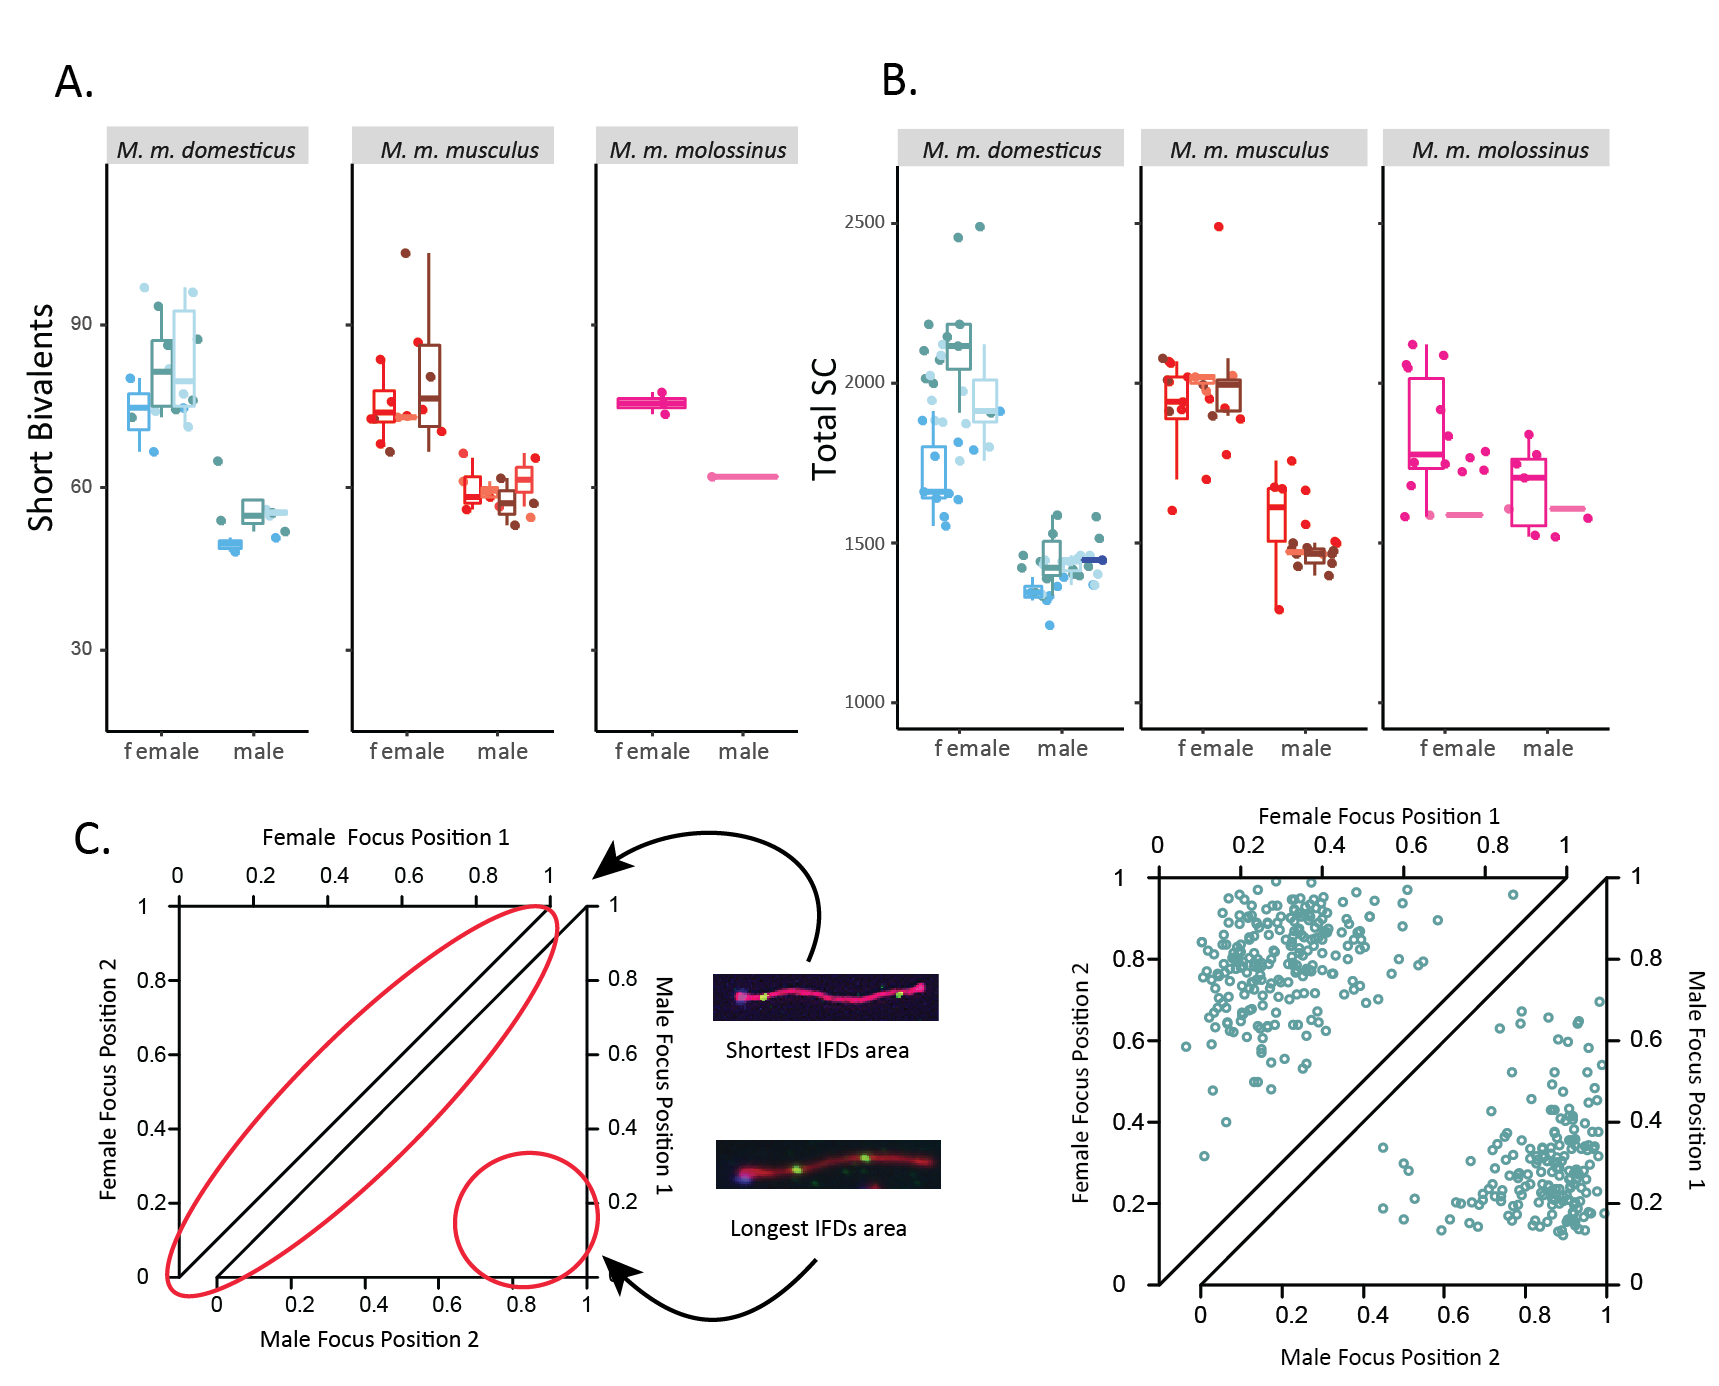 A.
M. m. domesticus
M. m. musculus
M. m. molossinus
Short Bivalents
90
60
30
female
male
female
male
female
male
B.
M. m. domesticus
M. m. musculus
M. m. molossinus
Total SC
2500
2000
1500
1000
female
male
female
male
female
male
C.
Female Focus Position 1
0 0.2 0.4 0.6 0.8 1
Female Focus Position 2
1
0.8
0.6
0.4
0.2
0
1
0.8
0.6
0.4
0.2
Male Focus Position 1
0 0.2 0.4 0.6 0.8 1
Male Focus Position 2
Shortest IFDs area
Longest IFDs area
Female Focus Position 1
0 0.2 0.4 0.6 0.8 1
Female Focus Position 2
1
0.8
0.6
0.4
0.2
0
1
0.8
0.6
0.4
0.2
0
Male Focus Position 1
0 0.2 0.4 0.6 0.8 1
Male Focus Position 2